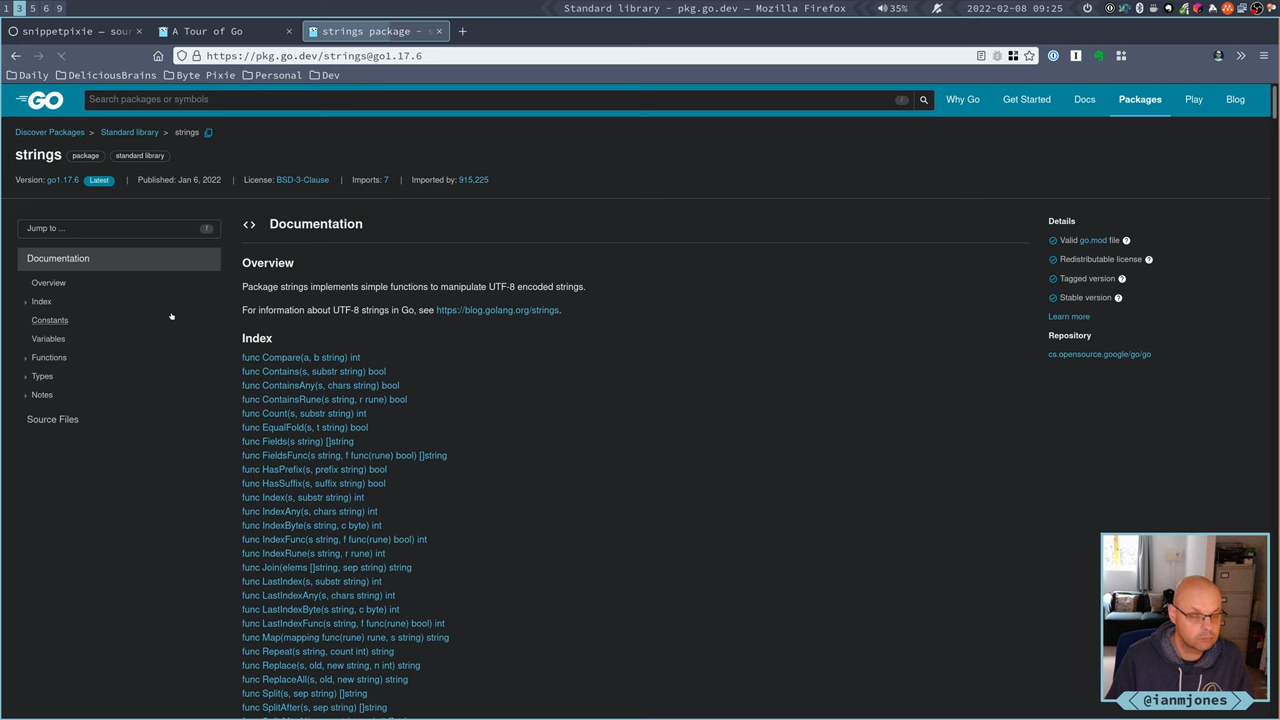 1 3 5 6 9
Standard library - pkg.go.dev — Mozilla Firefox
35%
2022-02-08 09:25
snippetpixie — sour
A Tour of Go
strings package - s
https://pkg.go.dev/strings@go1.17.6
Daily
DeliciousBrains
Byte Pixie
Personal
Dev
GO
Search packages or symbols
/
Why Go
Get Started
Docs
Packages
Play
Blog
Discover Packages > Standard library > strings
strings
package
standard library
Version: go1.17.6 Latest | Published: Jan 6, 2022 | License: BSD-3-Clause | Imports: 7 | Imported by: 915,225
Jump to ...
f
Documentation
Overview
Index
Constants
Variables
Functions
Types
Notes
Source Files
<> Documentation
Overview
Package strings implements simple functions to manipulate UTF-8 encoded strings.
For information about UTF-8 strings in Go, see https://blog.golang.org/strings.
Index
func Compare(a, b string) int
func Contains(s, substr string) bool
func ContainsAny(s, chars string) bool
func ContainsRune(s string, r rune) bool
func Count(s, substr string) int
func EqualFold(s, t string) bool
func Fields(s string) []string
func FieldsFunc(s string, f func(rune) bool) []string
func HasPrefix(s, prefix string) bool
func HasSuffix(s, suffix string) bool
func Index(s, substr string) int
func IndexAny(s, chars string) int
func IndexByte(s string, c byte) int
func IndexFunc(s string, f func(rune) bool) int
func IndexRune(s string, r rune) int
func Join(elems []string, sep string) string
func LastIndex(s, substr string) int
func LastIndexAny(s, chars string) int
func LastIndexByte(s string, c byte) int
func LastIndexFunc(s string, f func(rune) bool) int
func Map(mapping func(rune) rune, s string) string
func Repeat(s string, count int) string
func Replace(s, old, new string, n int) string
func ReplaceAll(s, old, new string) string
func Split(s, sep string) []string
func SplitAfter(s, sep string) []string
Details
Valid go.mod file
Redistributable license
Tagged version
Stable version
Learn more
Repository
cs.opensource.google/go/go
@ianmjones